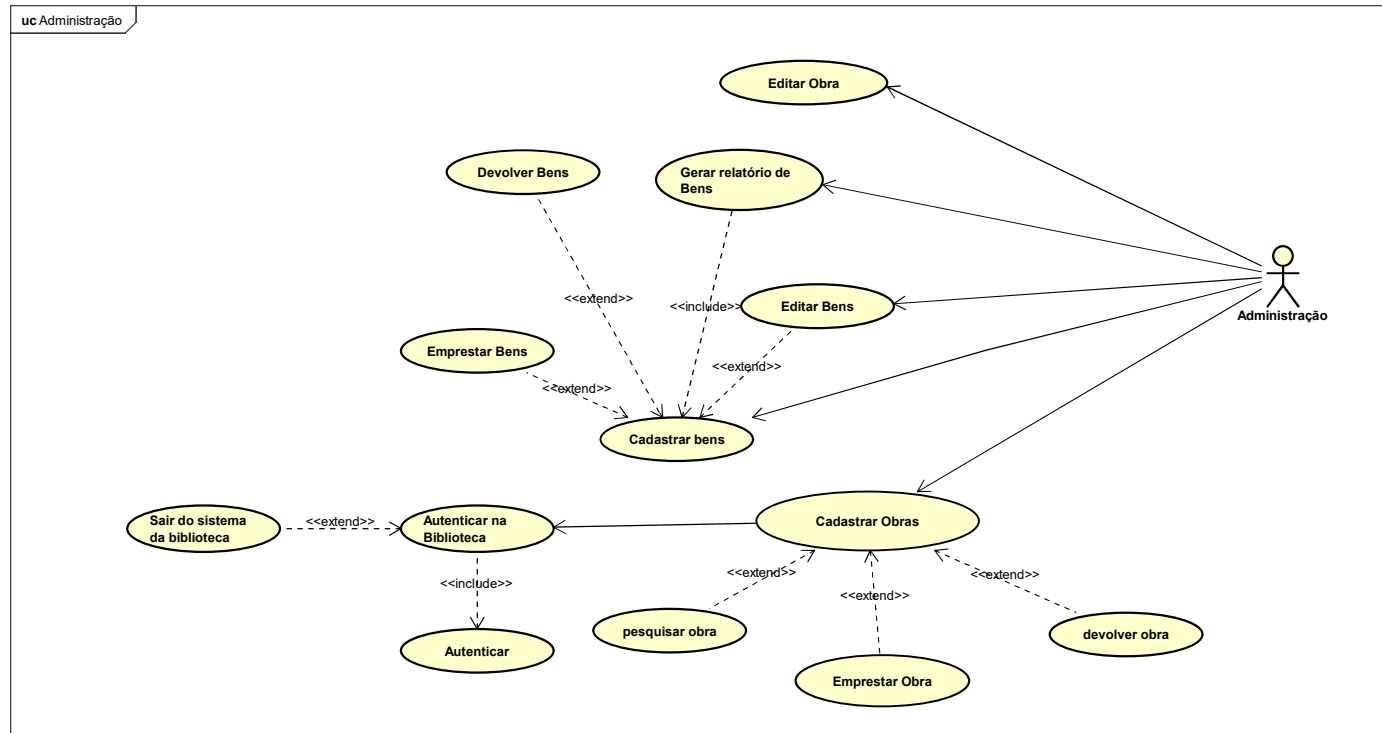 uc Administração
Editar Obra
Devolver Bens
Gerar relatório de
Bens
<<extend>>
<<include>>
Editar Bens
Administração
Emprestar Bens
<<extend>>
<<extend>>
Cadastrar bens
Sair do sistema
da biblioteca
<<extend>>
Autenticar na
Biblioteca
Cadastrar Obras
<<include>>
<<extend>>
<<extend>>
<<extend>>
Autenticar
pesquisar obra
Emprestar Obra
devolver obra